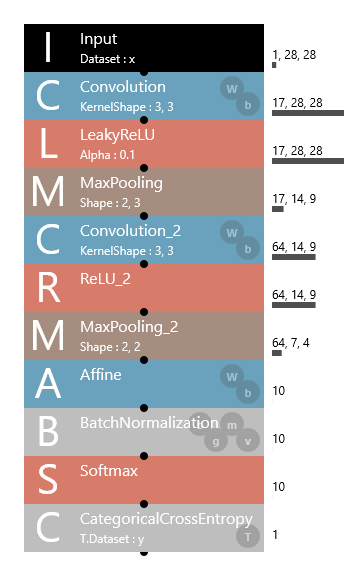 I Input 1, 28, 28
Dataset : x
C Convolution W b 17, 28, 28
KernelShape : 3, 3
L LeakyReLU 17, 28, 28
Alpha : 0.1
M MaxPooling 17, 14, 9
Shape : 2, 3
C Convolution_2 W b 64, 14, 9
KernelShape : 3, 3
R ReLU_2 64, 14, 9
M MaxPooling_2 64, 7, 4
Shape : 2, 2
A Affine W b 10
B BatchNormalization m g v 10
S Softmax 10
C CategoricalCrossEntropy T 1
T.Dataset : y